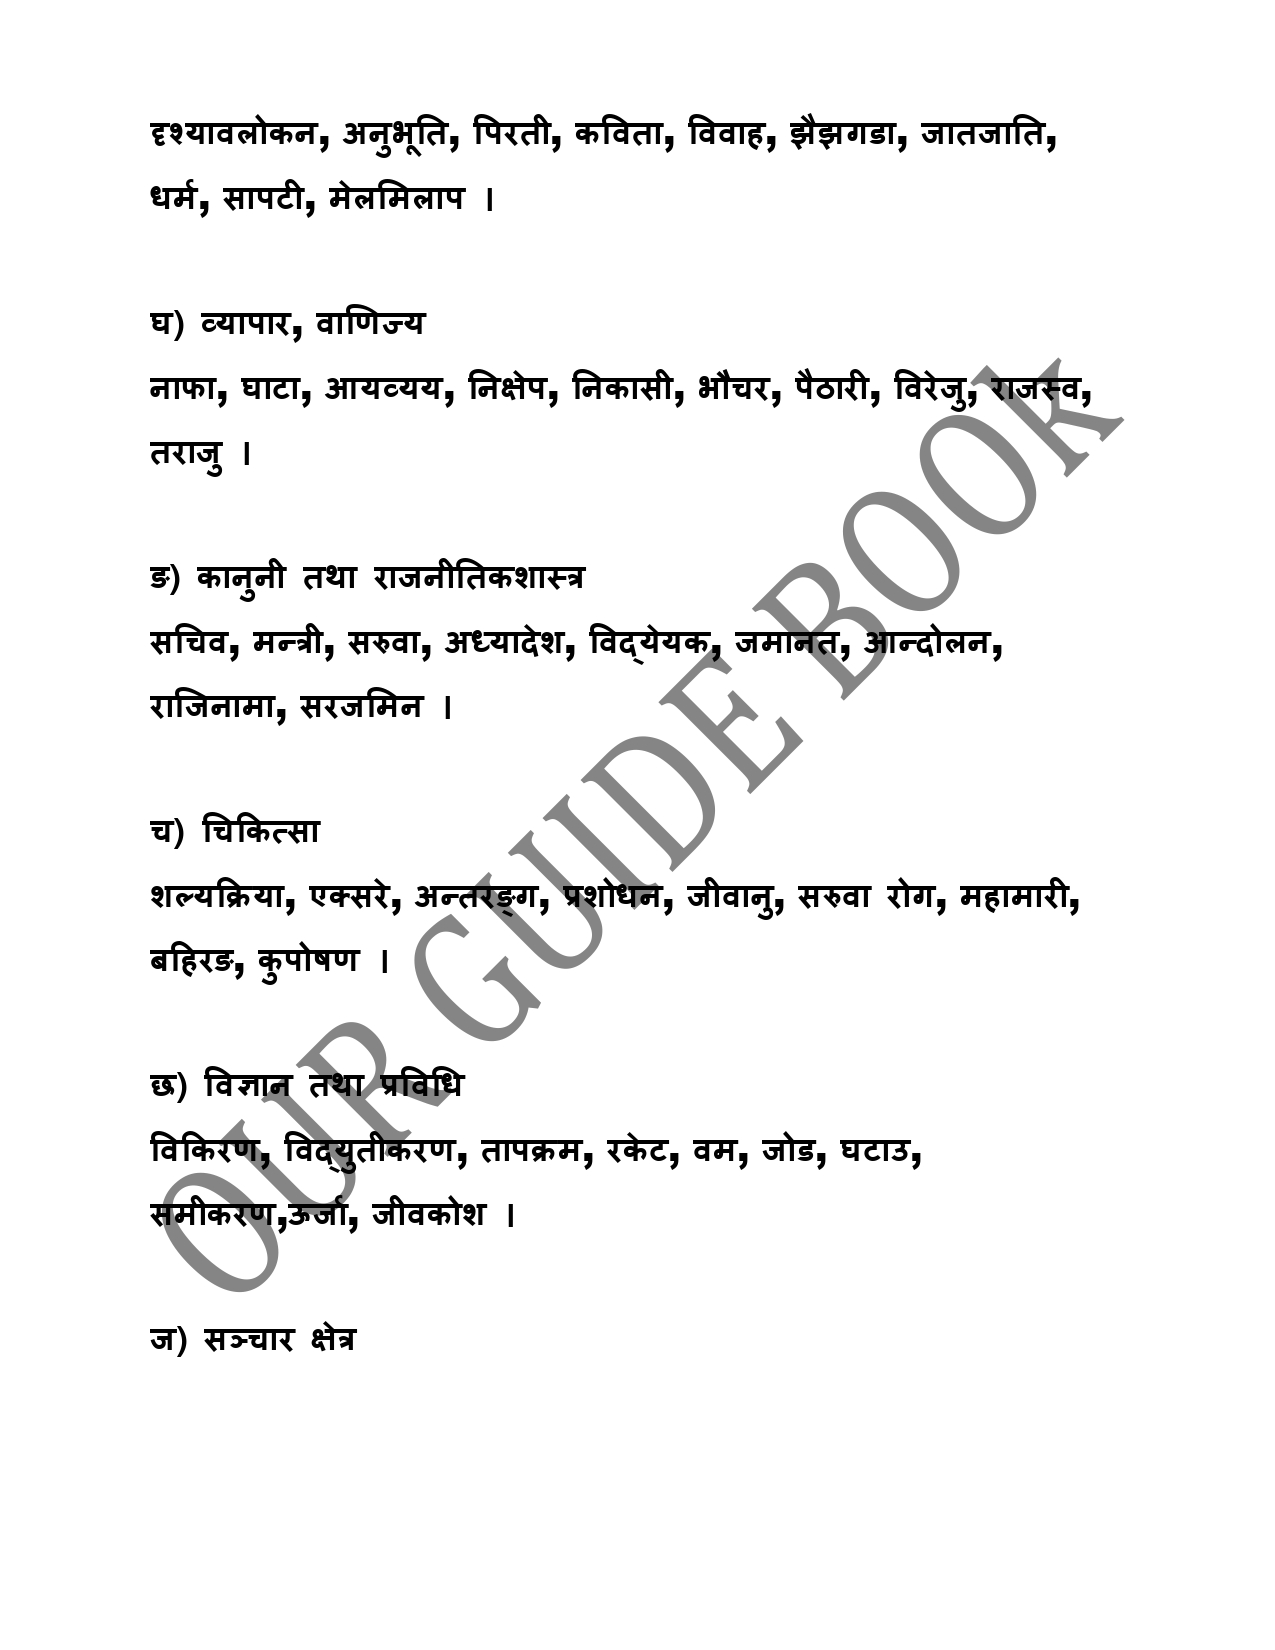 दृश्यावलोकन, अनुभूति, पिरती, कविता, विवाह, झैझगडा, जातजाति,
धर्म, सापटी, मेलमिलाप ।
घ) व्यापार, वाणिज्य
नाफा, घाटा, आयव्यय, निक्षेप, निकासी, भौचर, पैठारी, विरेजु, राजस्व,
तराजु ।
ङ) कानुनी तथा राजनीतिकशास्त्र
सचिव, मन्त्री, सरुवा, अध्यादेश, विद्येयक, जमानत, आन्दोलन,
राजिनामा, सरजमिन ।
च) चिकित्सा
शल्यक्रिया, एक्सरे, अन्तरङ्ग, प्रशोधन, जीवानु, सरुवा रोग, महामारी,
बहिरङ, कुपोषण ।
छ) विज्ञान तथा प्रविधि
विकिरण, विद्युतीकरण, तापक्रम, रकेट, वम, जोड, घटाउ,
समीकरण,ऊर्जा, जीवकोश ।
ज) सञ्चार क्षेत्र
OUR GUIDE BOOK